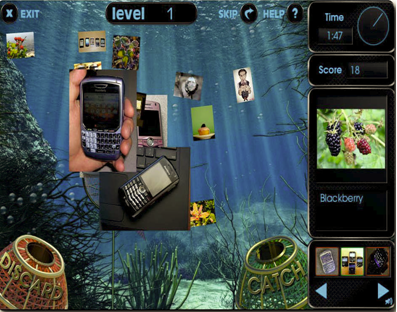 EXIT
level 1
SKIP
HELP ?
Time
1:47
Score 18
Blackberry
DISCARD
CATCH